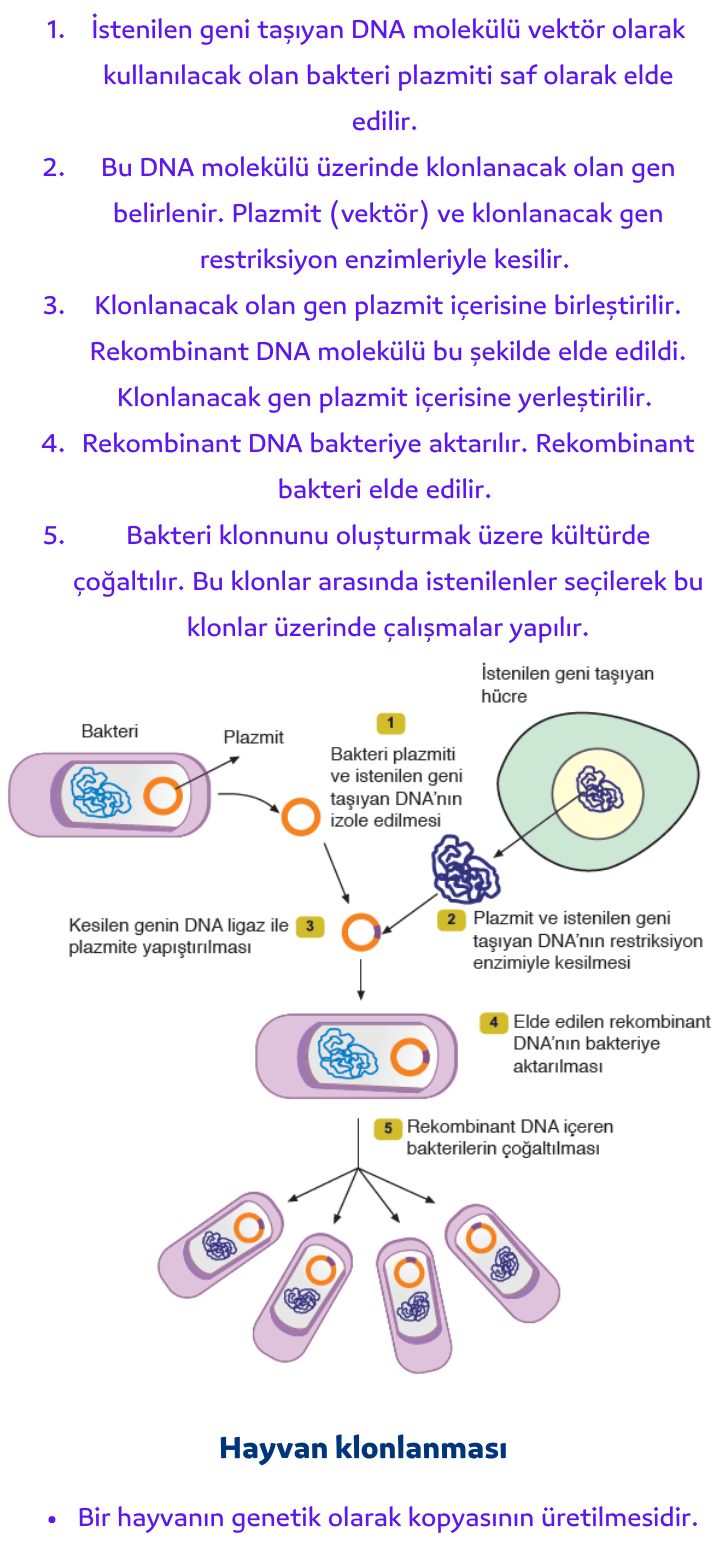 1. İstenilen geni taşıyan DNA molekülü vektör olarak
kullanılacak olan bakteri plazmiti saf olarak elde
edilir.
2. Bu DNA molekülü üzerinde klonlanacak olan gen
belirlenir. Plazmit (vektör) ve klonlanacak gen
restriksiyon enzimleriyle kesilir.
3. Klonlanacak olan gen plazmit içerisine birleştirilir.
Rekombinant DNA molekülü bu şekilde elde edildi.
Klonlanacak gen plazmit içerisine yerleştirilir.
4. Rekombinant DNA bakteriye aktarılır. Rekombinant
bakteri elde edilir.
5. Bakteri klonnunu oluşturmak üzere kültürde
çoğaltılır. Bu klonlar arasında istenilenler seçilerek bu
klonlar üzerinde çalışmalar yapılır.
İstenilen geni taşıyan
hücre
Bakteri
Plazmit
1
Bakteri plazmiti
ve istenilen geni
taşıyan DNA'nın
izole edilmesi
Kesilen genin DNA ligaz ile 3
plazmite yapıştırılması
2 Plazmit ve istenilen geni
taşıyan DNA'nın restriksiyon
enzimiyle kesilmesi
4 Elde edilen rekombinant
DNA'nın bakteriye
aktarılması
5 Rekombinant DNA içeren
bakterilerin çoğaltılması
Hayvan klonlanması
• Bir hayvanın genetik olarak kopyasının üretilmesidir.